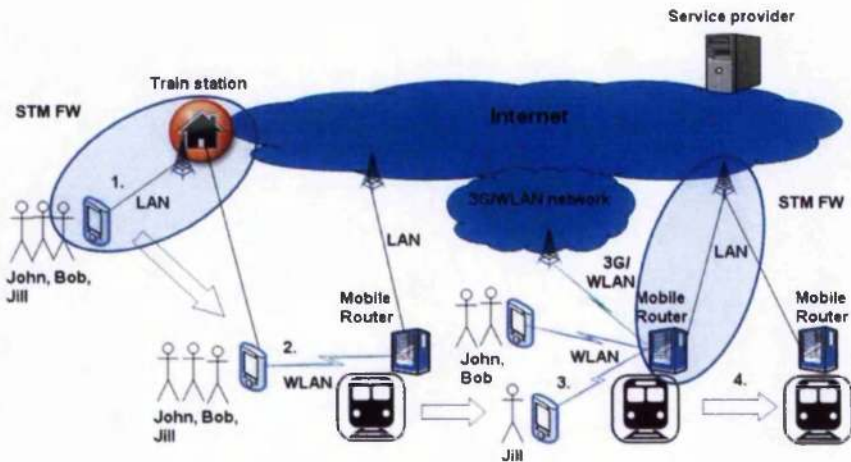 Service provider
Train station
STM FW
Internet
1.
LAN
3G/WLAN network
STM FW
John, Bob,
Jill
LAN
3G/
WLAN
LAN
Mobile
Router
Mobile
Router
Mobile
Router
2.
WLAN
John,
Bob
WLAN
3.
4.
John, Bob,
Jill
Jill